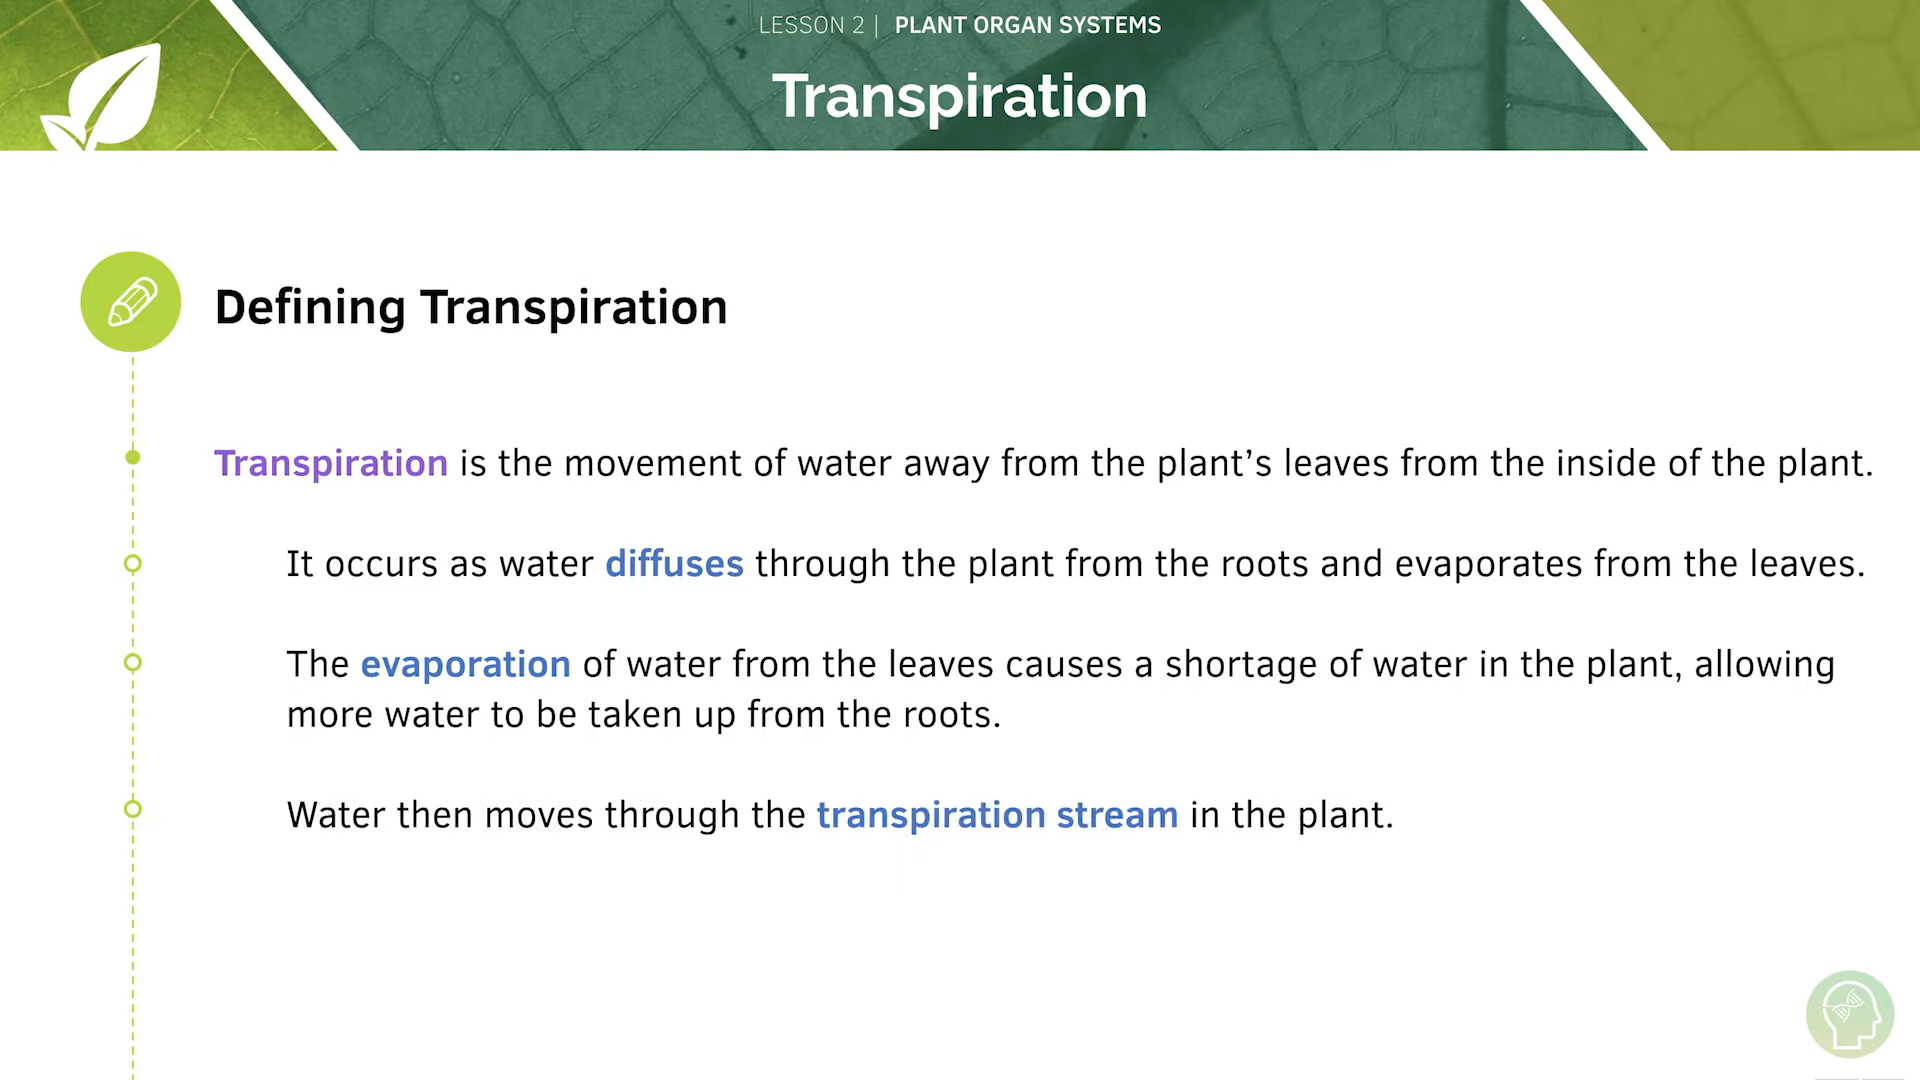 LESSON 2 | PLANT ORGAN SYSTEMS
Transpiration
Defining Transpiration
Transpiration is the movement of water away from the plant’s leaves from the inside of the plant.
It occurs as water diffuses through the plant from the roots and evaporates from the leaves.
The evaporation of water from the leaves causes a shortage of water in the plant, allowing
more water to be taken up from the roots.
Water then moves through the transpiration stream in the plant.